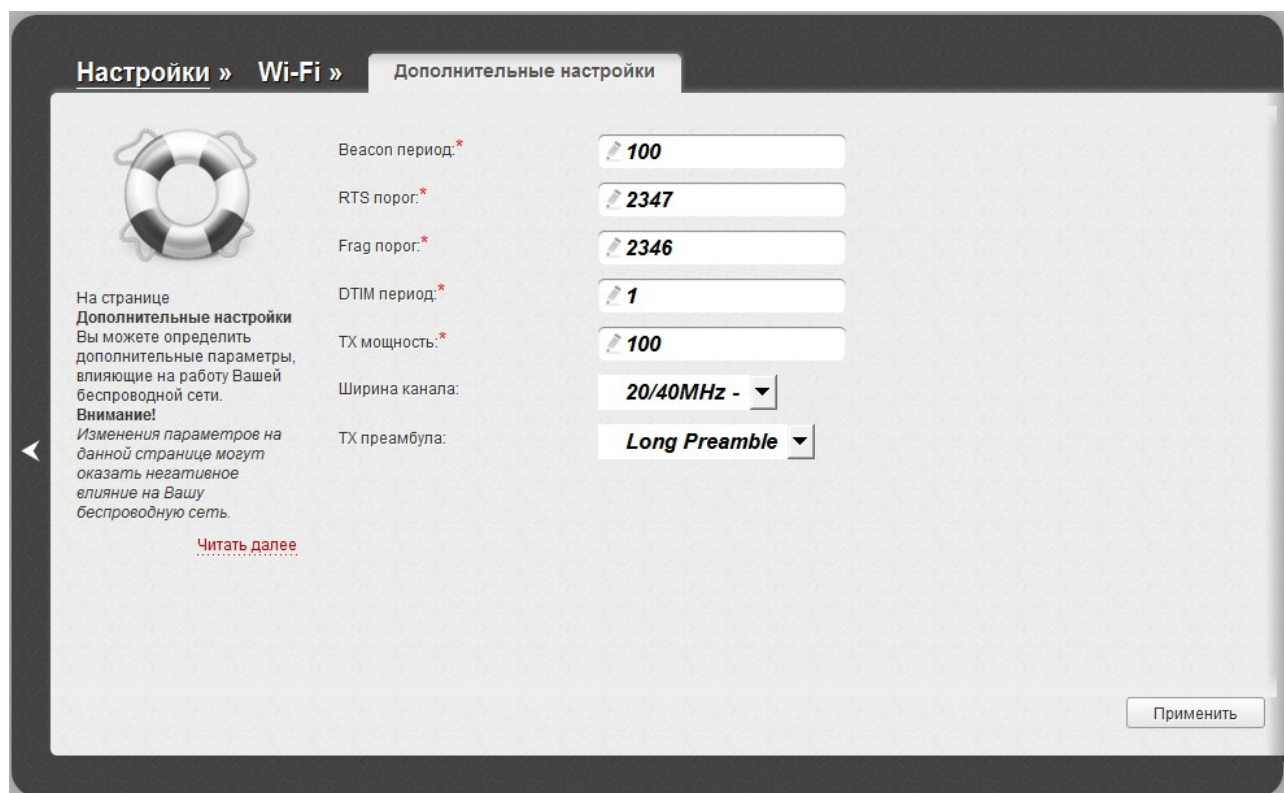 Настройки » Wi-Fi » Дополнительные настройки
Beacon период:* 100
RTS порог:* 2347
Frag порог:* 2346
DTIM период:* 1
TX мощность:* 100
Ширина канала: 20/40MHz -
TX преамбула: Long Preamble
На странице
Дополнительные настройки
Вы можете определить
дополнительные параметры,
влияющие на работу Вашей
беспроводной сети.
Внимание!
Изменения параметров на
данной странице могут
оказать негативное
влияние на Вашу
беспроводную сеть.
Читать далее
Применить